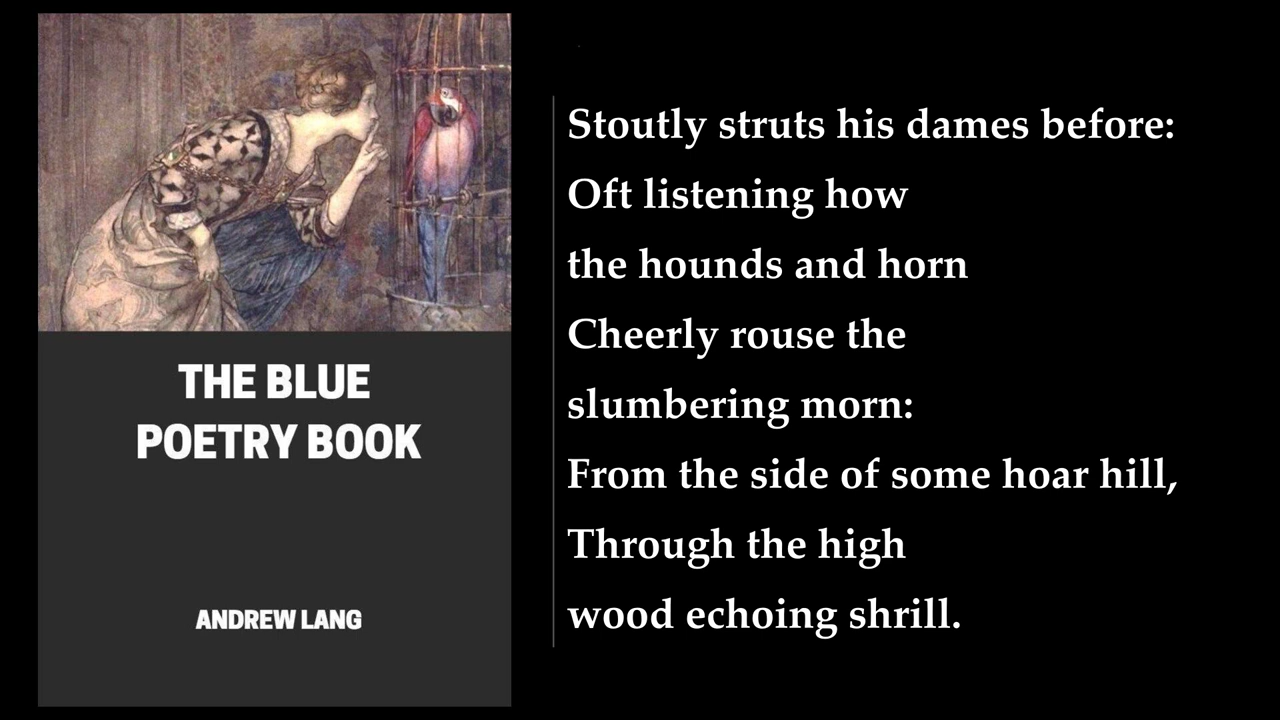 THE BLUE
POETRY BOOK
ANDREW LANG
Stoutly struts his dames before:
Oft listening how
the hounds and horn
Cheerly rouse the
slumbering morn:
From the side of some hoar hill,
Through the high
wood echoing shrill.